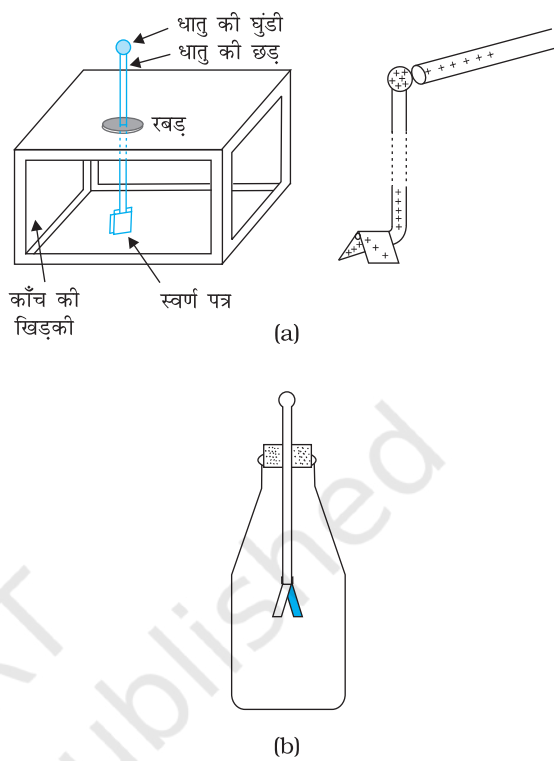 धातु की घुंडी
धातु की छड़
रबड़
काँच की
खिड़की
स्वर्ण पत्र
(a)
(b)